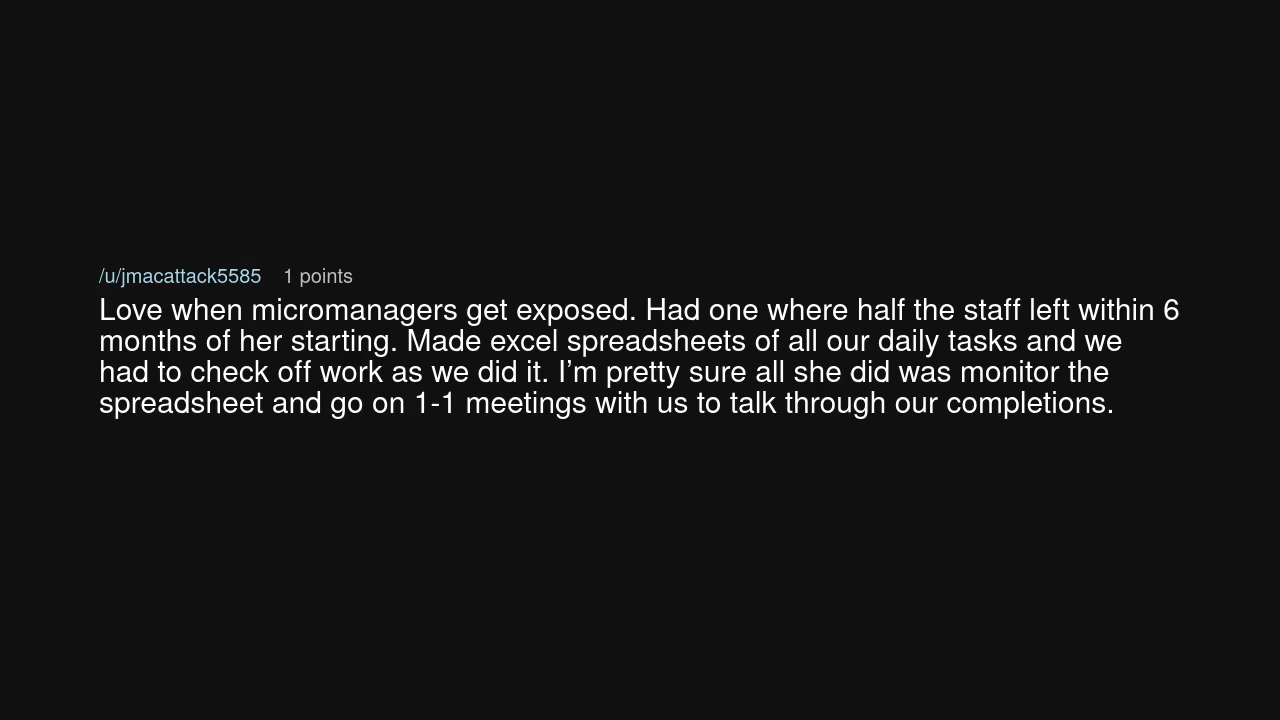 /u/jmacattack5585 1 points
Love when micromanagers get exposed. Had one where half the staff left within 6
months of her starting. Made excel spreadsheets of all our daily tasks and we
had to check off work as we did it. I’m pretty sure all she did was monitor the
spreadsheet and go on 1-1 meetings with us to talk through our completions.